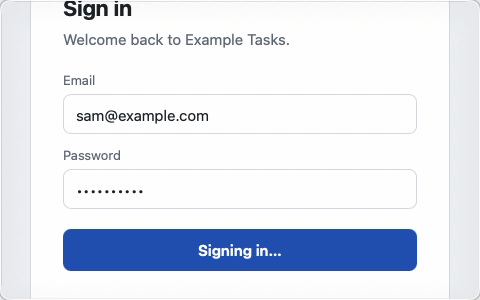 Sign in
Welcome back to Example Tasks.
Email
sam@example.com
Password
••••••••••
Signing in...